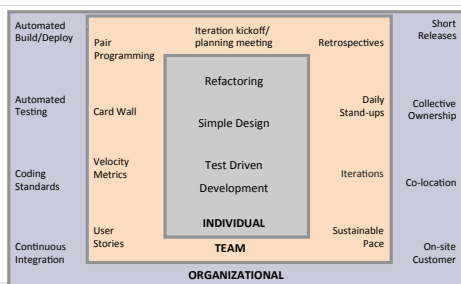 Automated
Build/Deploy
Automated
Testing
Coding
Standards
Continuous
Integration
Pair
Programming
Card Wall
Velocity
Metrics
User
Stories
Iteration kickoff/
planning meeting
Refactoring
Simple Design
Test Driven
Development
INDIVIDUAL
TEAM
ORGANIZATIONAL
Retrospectives
Daily
Stand-ups
Iterations
Sustainable
Pace
Short
Releases
Collective
Ownership
Co-location
On-site
Customer